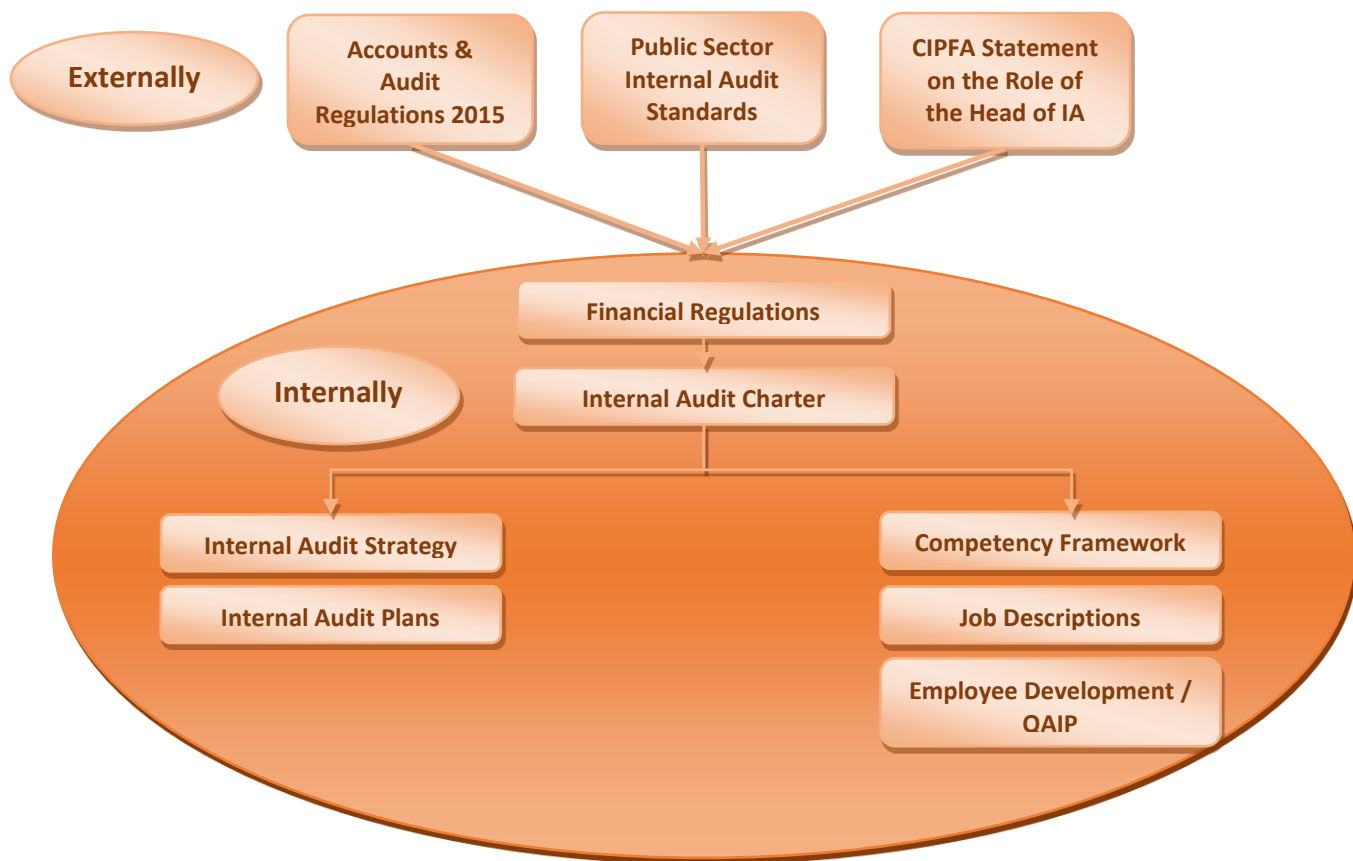 Externally
Accounts &
Audit
Regulations 2015
Public Sector
Internal Audit
Standards
CIPFA Statement
on the Role of
the Head of IA
Financial Regulations
Internally
Internal Audit Charter
Internal Audit Strategy
Internal Audit Plans
Competency Framework
Job Descriptions
Employee Development /
QAIP